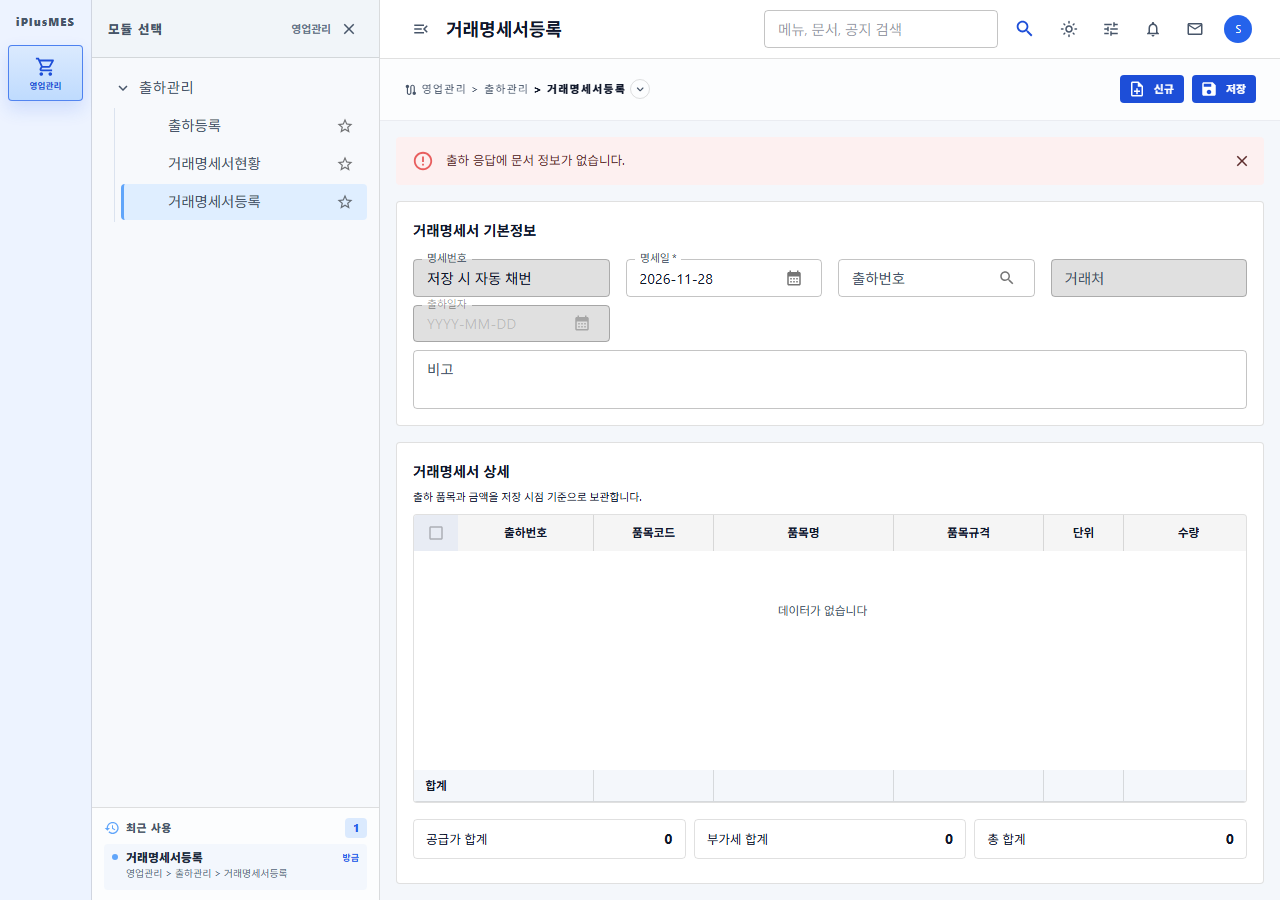 iPlusMES
영업관리
모듈 선택
영업관리
출하관리
출하등록
거래명세서현황
거래명세서등록
최근 사용
1
거래명세서등록
방금
영업관리 > 출하관리 > 거래명세서등록
거래명세서등록
메뉴, 문서, 공지 검색
S
영업관리 > 출하관리 > 거래명세서등록
신규
저장
출하 응답에 문서 정보가 없습니다.
거래명세서 기본정보
명세번호
저장 시 자동 채번
명세일 *
2026-11-28
출하번호
거래처
출하일자
YYYY-MM-DD
비고
거래명세서 상세
출하 품목과 금액을 저장 시점 기준으로 보관합니다.
출하번호 품목코드 품목명 품목규격 단위 수량
데이터가 없습니다
합계
공급가 합계 0
부가세 합계 0
총 합계 0